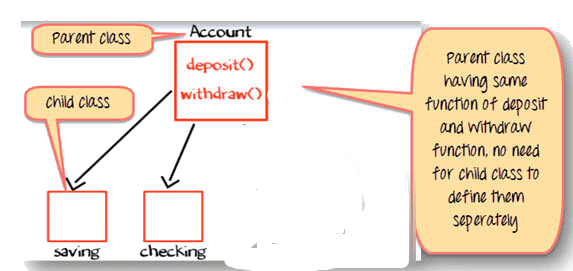 Parent class
Account
deposit()
withdraw()
child class
saving
checking
Parent class
having same
function of deposit
and withdraw
function, no need
for child class to
define them
seperately